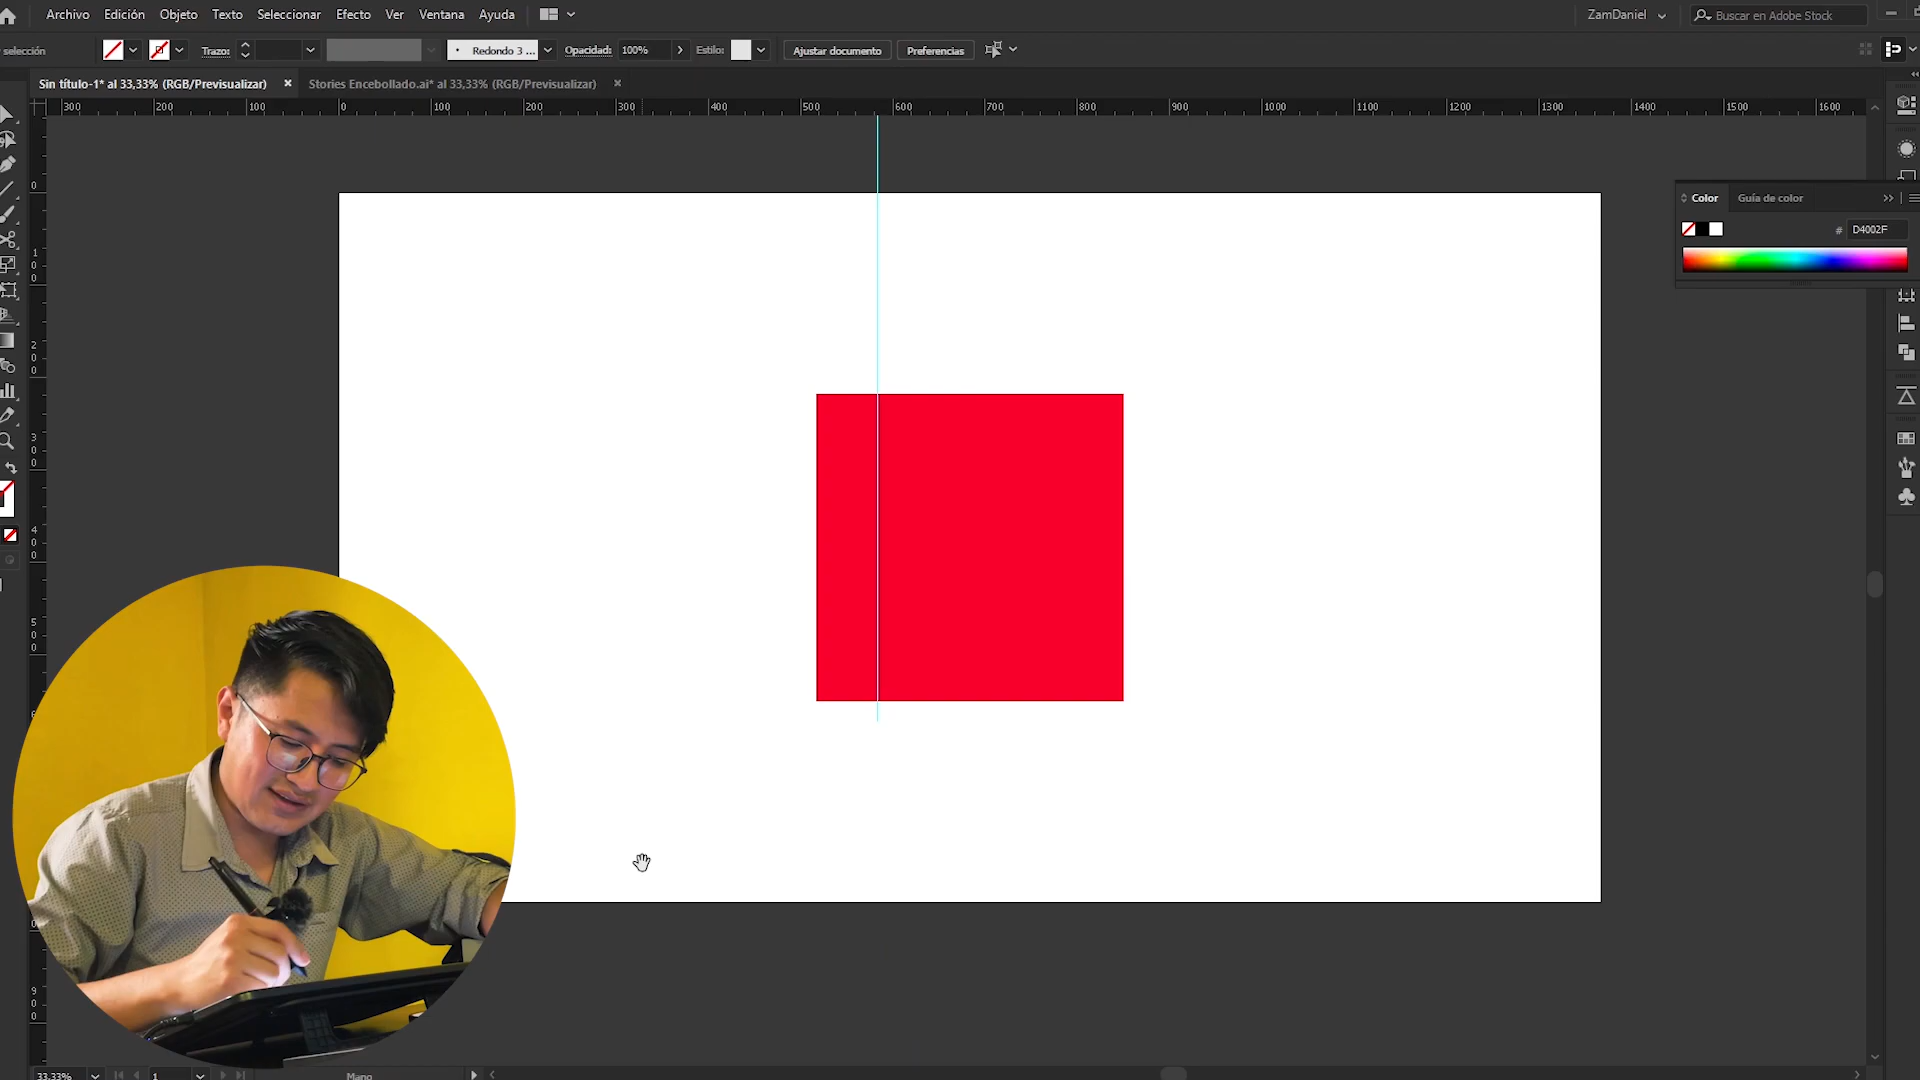 Archivo Edición Objeto Texto Seleccionar Efecto Ver Ventana Ayuda
ZamDaniel
Buscar en Adobe Stock
selección
Trazo:
Redondo 3 ...
Opacidad: 100%
Estilo:
Ajustar documento
Preferencias
Sin título-1* al 33,33% (RGB/Previsualizar)
Stories Encebollado.ai* al 33,33% (RGB/Previsualizar)
300 200 100 0 100 200 300 400 500 600 700 800 900 1000 1100 1200 1300 1400 1500 1600
0
100
200
300
400
500
900
Color
Guía de color
# D4002F
33,33%
1
Mano